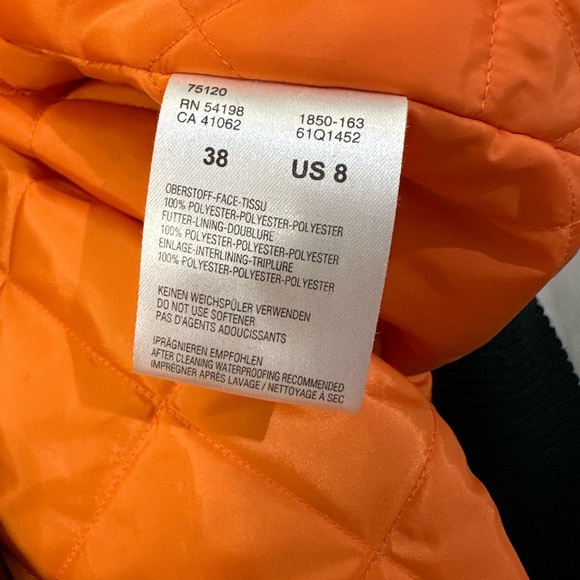 75120
RN 54198 1850-163
CA 41062 61Q1452
38 US 8
OBERSTOFF-FACE-TISSU
100% POLYESTER-POLYESTER-POLYESTER
FUTTER-LINING-DOUBLURE
100% POLYESTER-POLYESTER-POLYESTER
EINLAGE-INTERLINING-TRIPLURE
100% POLYESTER-POLYESTER-POLYESTER
KEINEN WEICHSPÜLER VERWENDEN
DO NOT USE SOFTENER
PAS D'AGENTS ADOUCISSANTS
IPRÄGNIEREN EMPFOHLEN
AFTER CLEANING WATERPROOFING RECOMMENDED
IMPREGNER APRÈS LAVAGE / NETTOYAGE À SEC